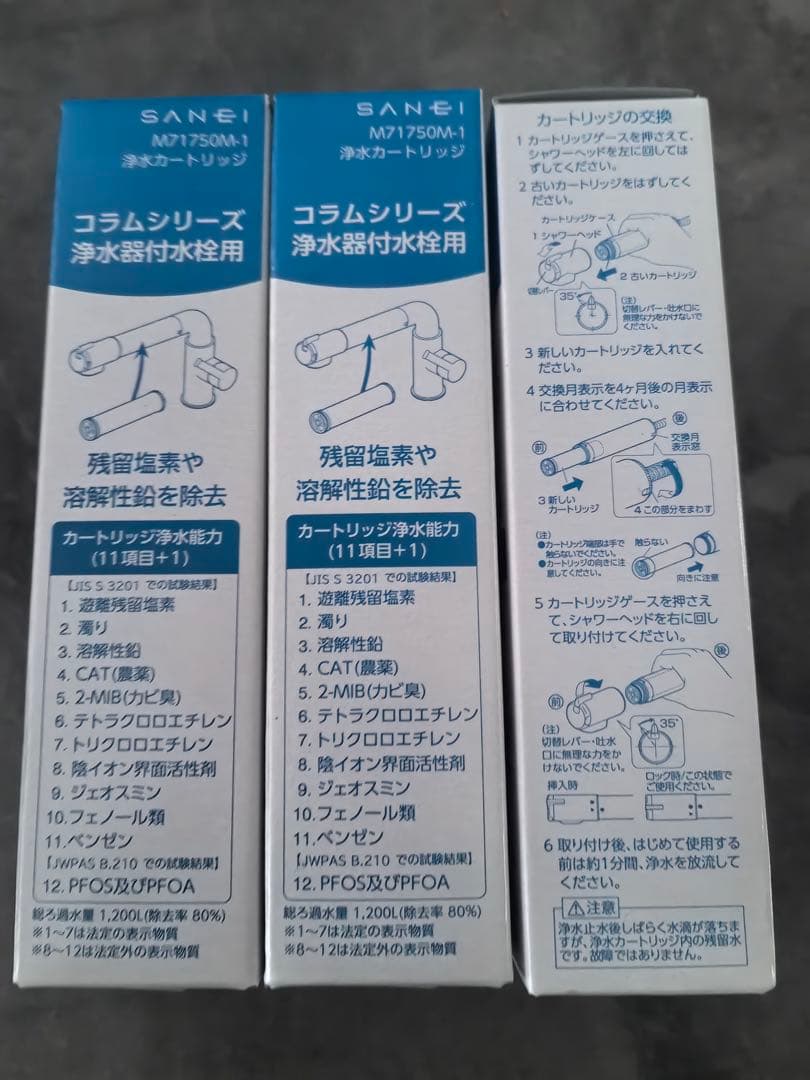 SANEI
M71750M-1
浄水カートリッジ
コラムシリーズ
浄水器付水栓用
残留塩素や
溶解性鉛を除去
カートリッジ浄水能力
(11項目+1)
【JIS S 3201 での試験結果】
1. 遊離残留塩素
2. 濁り
3. 溶解性鉛
4. CAT(農薬)
5. 2-MIB(カビ臭)
6. テトラクロロエチレン
7. トリクロロエチレン
8. 陰イオン界面活性剤
9. ジェオスミン
10.フェノール類
11.ベンゼン
【JWPAS B.210 での試験結果】
12. PFOS及びPFOA
総ろ過水量 1,200L(除去率 80%)
※1~7は法定の表示物質
※8~12は法定外の表示物質
SANEI
M71750M-1
浄水カートリッジ
コラムシリーズ
浄水器付水栓用
残留塩素や
溶解性鉛を除去
カートリッジ浄水能力
(11項目+1)
【JIS S 3201 での試験結果】
1. 遊離残留塩素
2. 濁り
3. 溶解性鉛
4. CAT(農薬)
5. 2-MIB(カビ臭)
6. テトラクロロエチレン
7. トリクロロエチレン
8. 陰イオン界面活性剤
9. ジェオスミン
10.フェノール類
11.ベンゼン
【JWPAS B.210 での試験結果】
12. PFOS及びPFOA
総ろ過水量 1,200L(除去率 80%)
※1~7は法定の表示物質
※8~12は法定外の表示物質
カートリッジの交換
1 カートリッジケースを押さえて、
シャワーヘッドを左に回しては
ずしてください。
2 古いカートリッジをはずしてく
ださい。
カートリッジケース
1 シャワーヘッド
2 古いカートリッジ
切替レバー
35°
(注)
切替レバー・吐水口に
無理な力をかけないで
ください。
3 新しいカートリッジを入れてく
ださい。
4 交換月表示を4ヶ月後の月表示
に合わせてください。
後
交換月
表示窓
前
3 新しい
カートリッジ
4 この部分をまわす
(注)
●カートリッジ端部は手で
触らないでください。
●カートリッジの向きに注
意してください。
触らない
向きに注意
5 カートリッジケースを押さえ
て、シャワーヘッドを右に回し
て取り付けてください。
後
前
(注)
切替レバー・吐水
口に無理な力をか
けないでください。
35°
挿入時
ロック時/この状態で
ご使用ください。
6 取り付け後、はじめて使用する
前は約1分間、浄水を放流して
ください。
⚠注意
浄水止水後しばらく水滴が落ちま
すが、浄水カートリッジ内の残留水
です。故障ではありません。